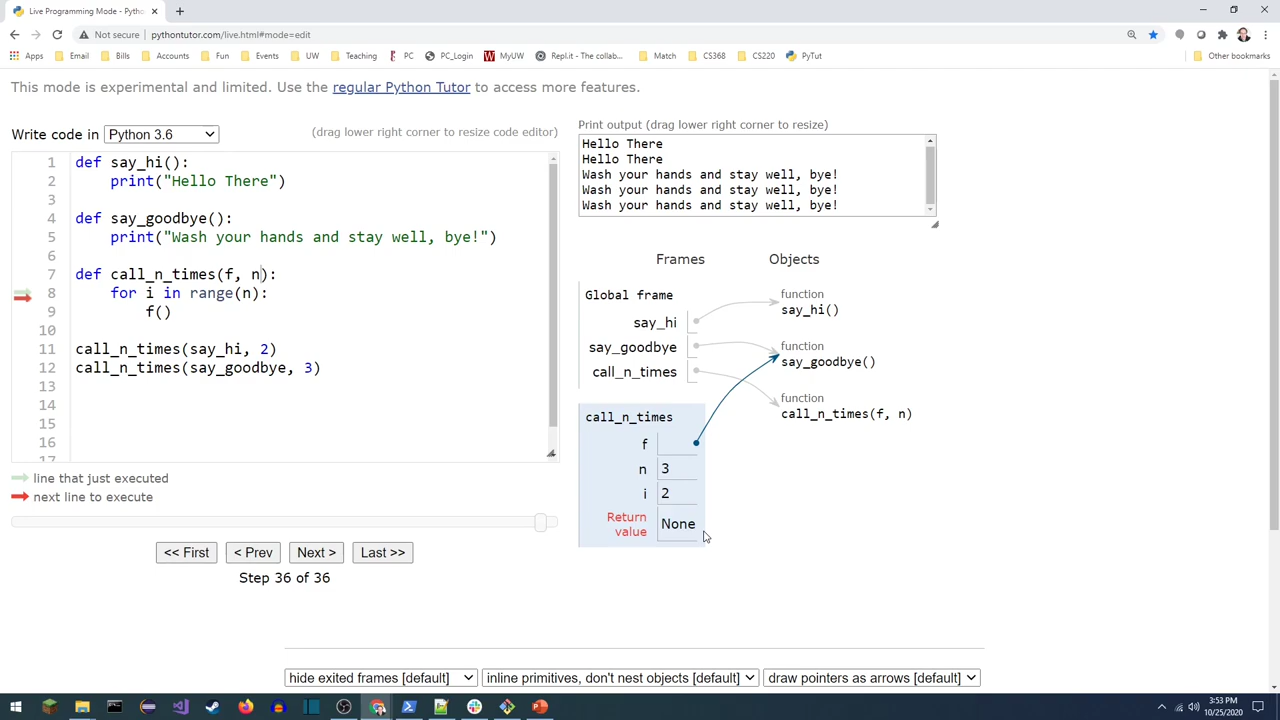 Live Programming Mode - Pytho
Not secure | pythontutor.com/live.html#mode=edit
Apps Email Bills Accounts Fun Events UW Teaching PC PC_Login MyUW Repl.it - The collab... Match CS368 CS220 PyTut Other bookmarks
This mode is experimental and limited. Use the regular Python Tutor to access more features.
Write code in Python 3.6 (drag lower right corner to resize code editor)
1 def say_hi():
2 print("Hello There")
3
4 def say_goodbye():
5 print("Wash your hands and stay well, bye!")
6
7 def call_n_times(f, n):
8 for i in range(n):
9 f()
10
11 call_n_times(say_hi, 2)
12 call_n_times(say_goodbye, 3)
13
14
15
16
17
line that just executed
next line to execute
<< First < Prev Next > Last >>
Step 36 of 36
Print output (drag lower right corner to resize)
Hello There
Hello There
Wash your hands and stay well, bye!
Wash your hands and stay well, bye!
Wash your hands and stay well, bye!
Frames Objects
Global frame
say_hi
say_goodbye
call_n_times
function
say_hi()
function
say_goodbye()
function
call_n_times(f, n)
call_n_times
f
n 3
i 2
Return value None
hide exited frames [default] inline primitives, don't nest objects [default] draw pointers as arrows [default]
3:53 PM
10/25/2020